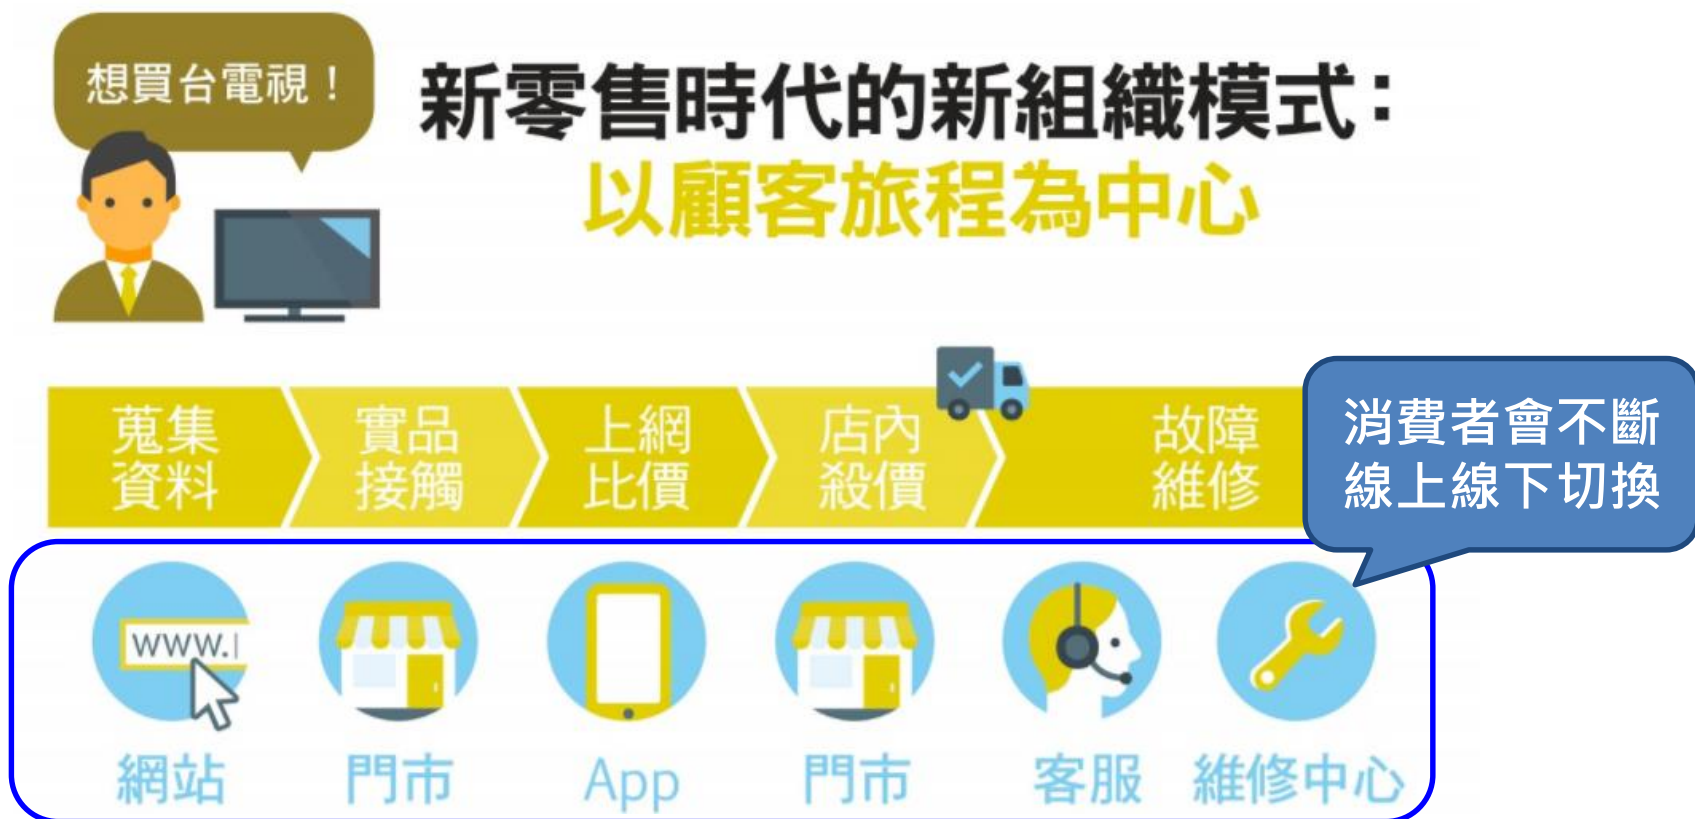 想買台電視！
新零售時代的新組織模式：
以顧客旅程為中心
蒐集
資料
實品
接觸
上網
比價
店內
殺價
故障
維修
消費者會不斷
線上線下切換
www.
網站
門市
App
門市
客服
維修中心